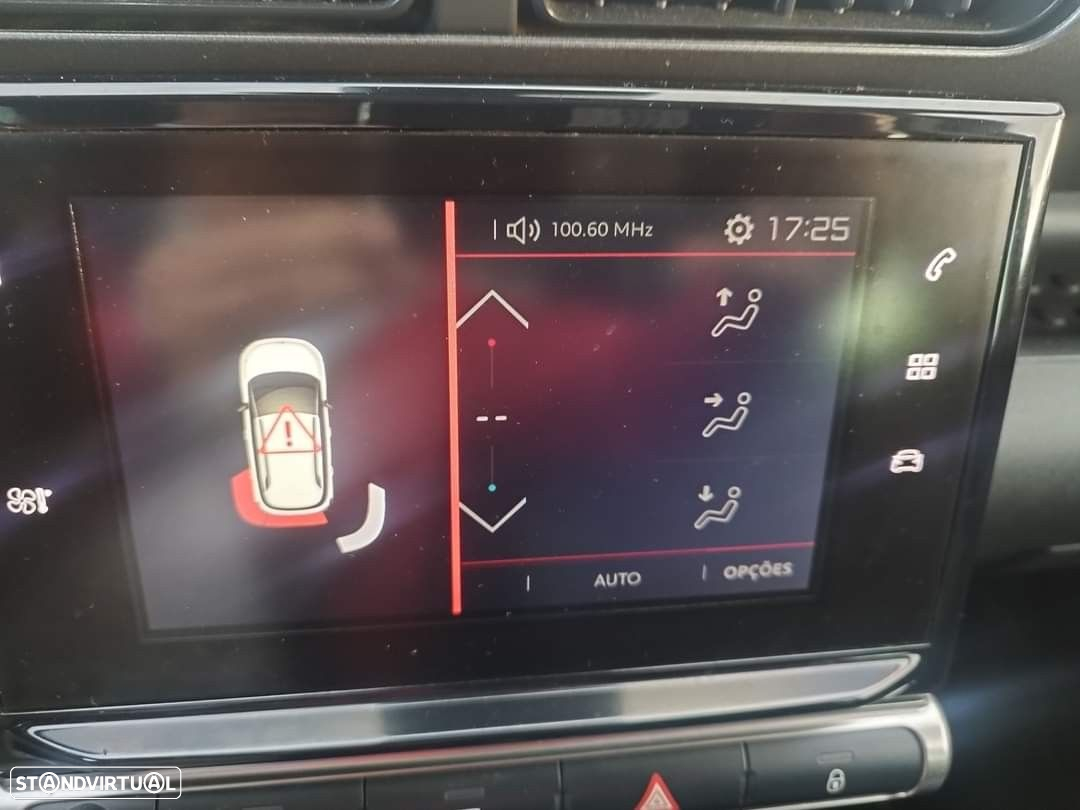 100.60 MHz
17:25
--
AUTO
OPÇÕES
STANDVIRTUAL